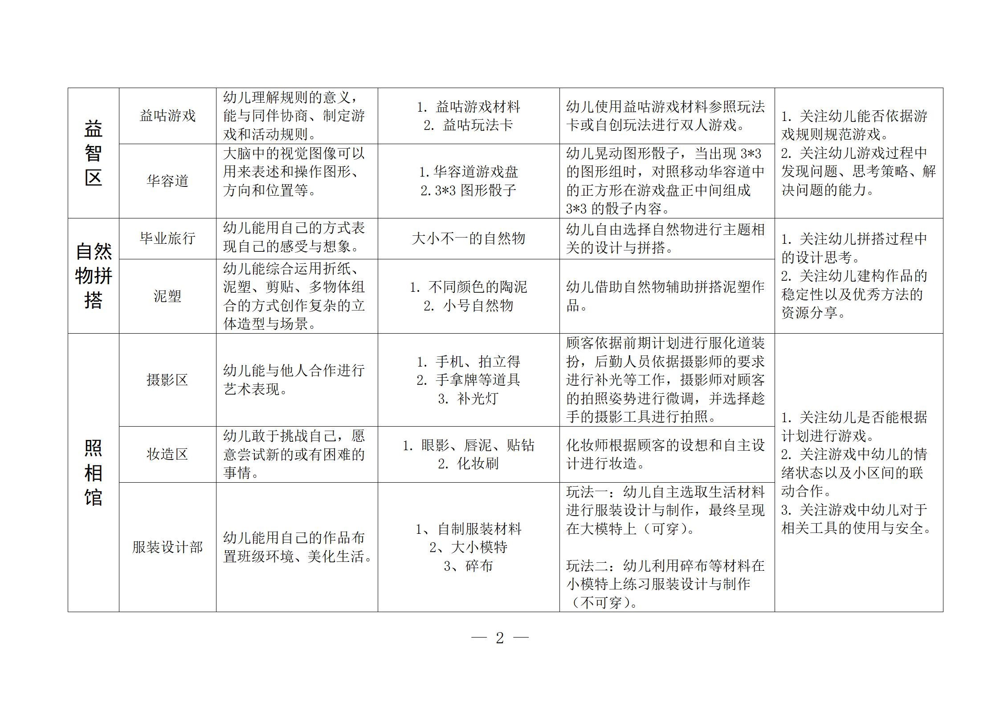 益
智
区
益咕游戏
幼儿理解规则的意义，
能与同伴协商、制定游
戏和活动规则。
1. 益咕游戏材料
2. 益咕玩法卡
幼儿使用益咕游戏材料参照玩法
卡或自创玩法进行双人游戏。
1. 关注幼儿能否依据游
戏规则规范游戏。
2. 关注幼儿游戏过程中
发现问题、思考策略、解
决问题的能力。
华容道
大脑中的视觉图像可以
用来表述和操作图形、
方向和位置等。
1.华容道游戏盘
2.3*3 图形骰子
幼儿晃动图形骰子，当出现 3*3
的图形组时，对照移动华容道中
的正方形在游戏盘正中间组成
3*3 的骰子内容。
自然
物拼
搭
毕业旅行
幼儿能用自己的方式表
现自己的感受与想象。
大小不一的自然物
幼儿自由选择自然物进行主题相
关的设计与拼搭。
1. 关注幼儿拼搭过程中
的设计思考。
2. 关注幼儿建构作品的
稳定性以及优秀方法的
资源分享。
泥塑
幼儿能综合运用折纸、
泥塑、剪贴、多物体组
合的方式创作复杂的立
体造型与场景。
1. 不同颜色的陶泥
2. 小号自然物
幼儿借助自然物辅助拼搭泥塑作
品。
照
相
馆
摄影区
幼儿能与他人合作进行
艺术表现。
1. 手机、拍立得
2. 手拿牌等道具
3. 补光灯
顾客依据前期计划进行服化道装
扮，后勤人员依据摄影师的要求
进行补光等工作，摄影师对顾客
的拍照姿势进行微调，并选择趁
手的摄影工具进行拍照。
1. 关注幼儿是否能根据
计划进行游戏。
2. 关注游戏中幼儿的情
绪状态以及小区间的联
动合作。
3. 关注游戏中幼儿对于
相关工具的使用与安全。
妆造区
幼儿敢于挑战自己，愿
意尝试新的或有困难的
事情。
1. 眼影、唇泥、贴钻
2. 化妆刷
化妆师根据顾客的设想和自主设
计进行妆造。
服装设计部
幼儿能用自己的作品布
置班级环境、美化生活。
1、自制服装材料
2、大小模特
3、碎布
玩法一：幼儿自主选取生活材料
进行服装设计与制作，最终呈现
在大模特上（可穿）。
玩法二：幼儿利用碎布等材料在
小模特上练习服装设计与制作
（不可穿）。
— 2 —